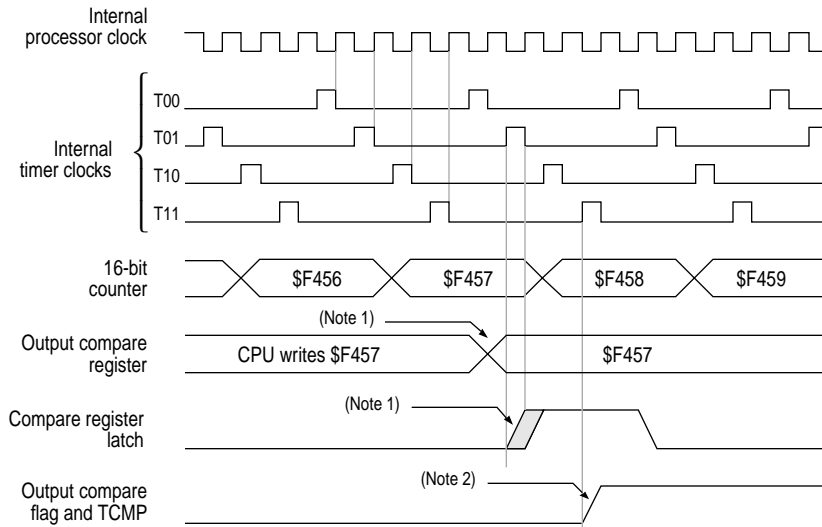 Internal
processor clock
T00
T01
Internal
timer clocks
T10
T11
16-bit
counter
$F456
$F457
$F458
$F459
(Note 1)
Output compare
register
CPU writes $F457
$F457
(Note 1)
Compare register
latch
(Note 2)
Output compare
flag and TCMP